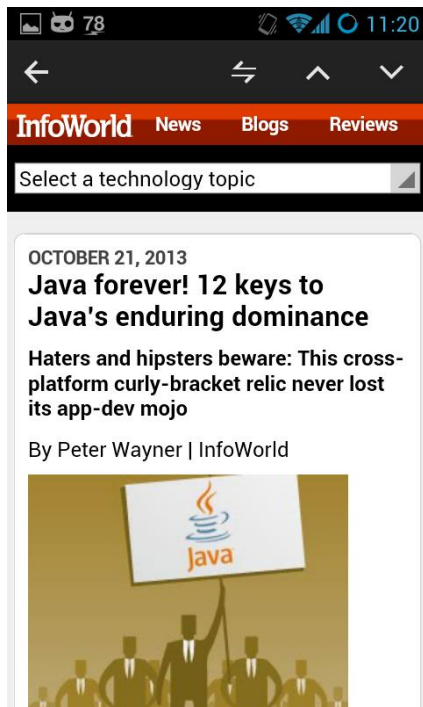 78
11:20
InfoWorld News Blogs Reviews
Select a technology topic
OCTOBER 21, 2013
Java forever! 12 keys to
Java's enduring dominance
Haters and hipsters beware: This cross-
platform curly-bracket relic never lost
its app-dev mojo
By Peter Wayner | InfoWorld
Java